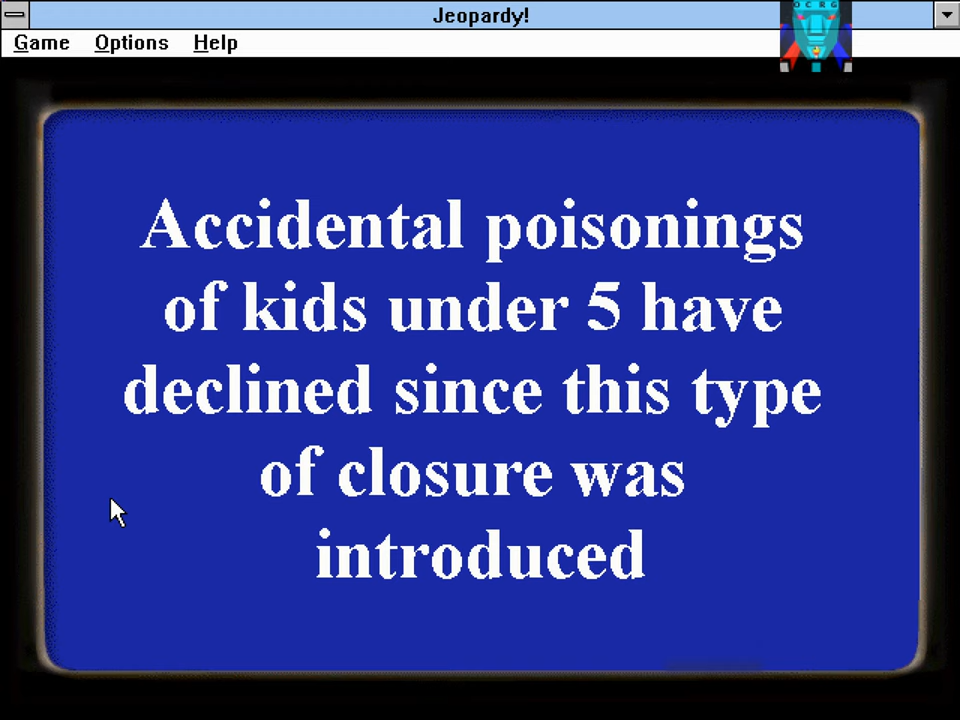 Jeopardy!
OCRG
Game Options Help
Accidental poisonings
of kids under 5 have
declined since this type
of closure was
introduced